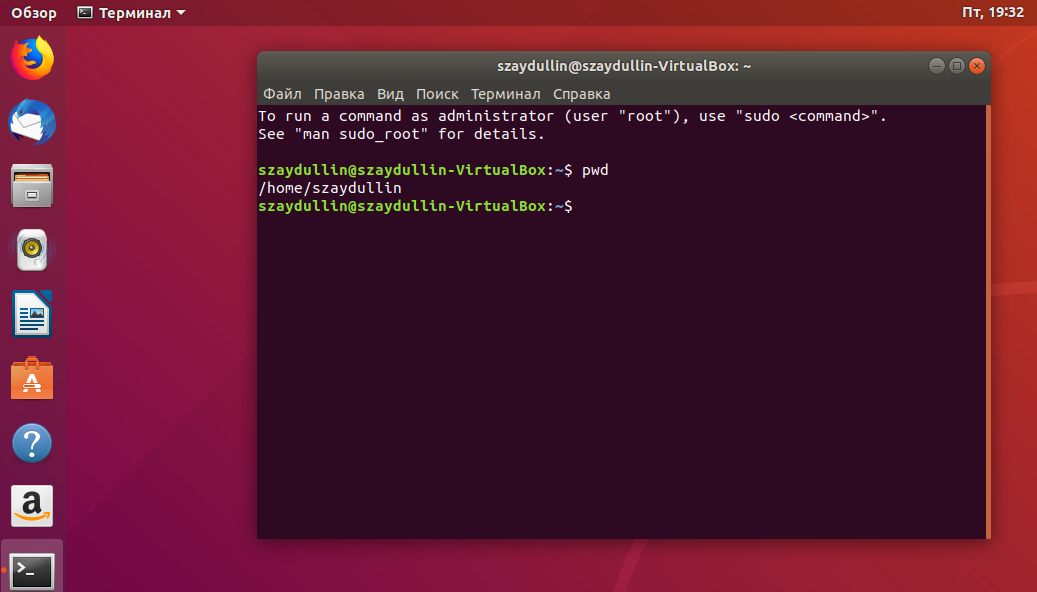 Обзор Терминал Пт, 19:32
szaydullin@szaydullin-VirtualBox: ~
Файл Правка Вид Поиск Терминал Справка
To run a command as administrator (user "root"), use "sudo <command>".
See "man sudo_root" for details.
szaydullin@szaydullin-VirtualBox:~$ pwd
/home/szaydullin
szaydullin@szaydullin-VirtualBox:~$